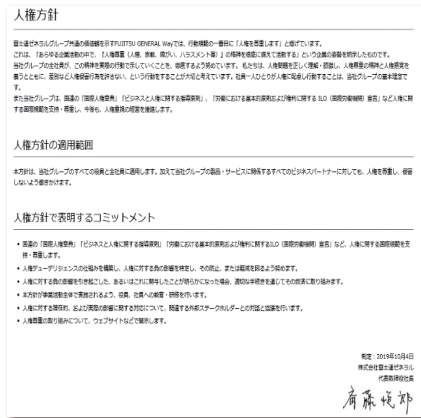 人権方針
富士通ゼネラルグループ共通の価値観を示すFUJITSU GENERAL Wayでは、行動規範の一番目に「人権を尊重します」と掲げています。
これは、「あらゆる企業活動の中で、「人権尊重（人種、宗教、障がい、ハラスメント等）」の精神を根底に据えて活動する」という企業の姿勢を明示したものです。
当社グループの全社員が、この精神を実際の行動で示していくことを、徹底するよう努めています。私たちは、人権問題を正しく理解・認識し、人権尊重の精神と人権感覚を
養うとともに、差別など人権侵害行為を許さない、という行動をすることが大切と考えています。社員一人ひとりが人権に配慮し行動することは、当社グループの基本理念で
す。
また当社グループは、国連の「国際人権章典」「ビジネスと人権に関する指導原則」、「労働における基本的原則および権利に関する ILO（国際労働機関）宣言」など人権に関
する国際規範を支持・尊重し、今後も、人権重視の経営を推進します。
人権方針の適用範囲
本方針は、当社グループのすべての役員と全社員に適用します。加えて当社グループの製品・サービスに関係するすべてのビジネスパートナーに対しても、人権を尊重し、侵害
しないよう働きかけます。
人権方針で表明するコミットメント
• 国連の「国際人権章典」「ビジネスと人権に関する指導原則」「労働における基本的原則および権利に関するILO（国際労働機関）宣言」など、人権に関する国際規範を支
持・尊重します。
• 人権デューデリジェンスの仕組みを構築し、人権に対する負の影響を特定し、その防止、または軽減を図るよう努めます。
• 人権に対する負の影響を引き起こした、あるいはこれに関与したことが明らかになった場合、適切な手続きを通じてその救済に取り組みます。
• 本方針が事業活動全体で実施されるよう、役員、社員への教育・研修を行います。
• 人権に対する潜在的、および実際の影響に関する対応について、関連する外部ステークホルダーとの対話と協議を行います。
• 人権尊重の取り組みについて、ウェブサイトなどで開示します。
制定：2019年10月4日
株式会社富士通ゼネラル
代表取締役社長
斎藤悦郎